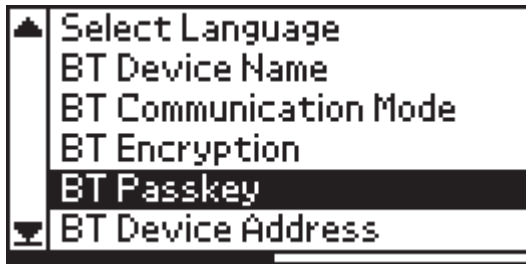 Select Language
BT Device Name
BT Communication Mode
BT Encryption
BT Passkey
BT Device Address